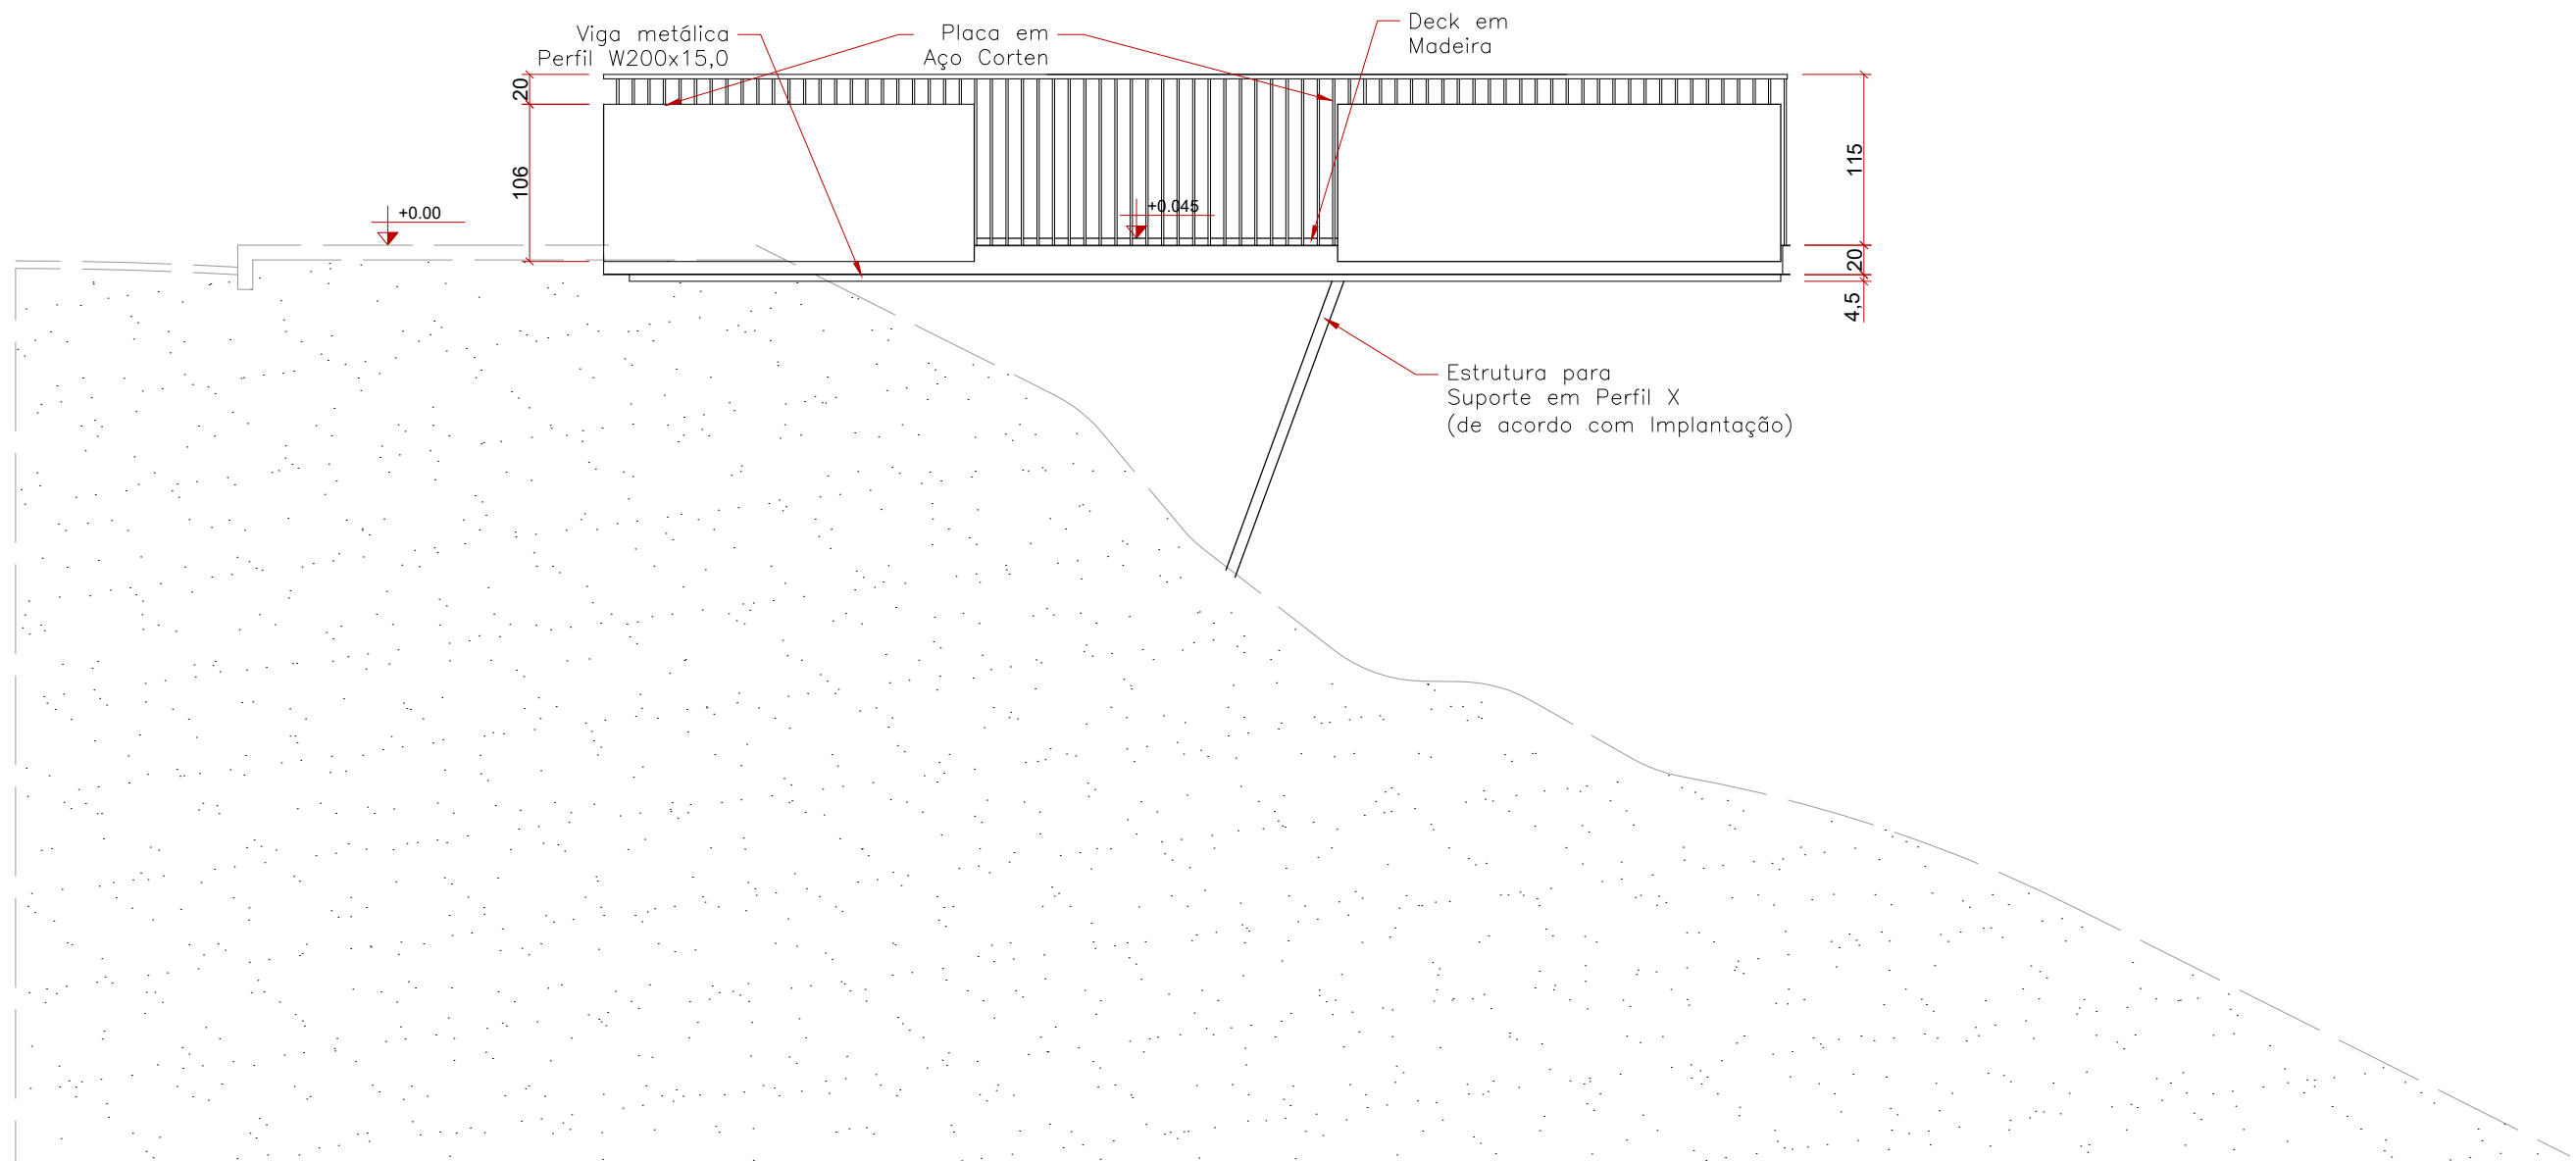 Viga metálica
Perfil W200x15,0
Placa em
Aço Corten
Deck em
Madeira
20
106
+0.00
+0.045
115
20
4,5
Estrutura para
Suporte em Perfil X
(de acordo com Implantação)